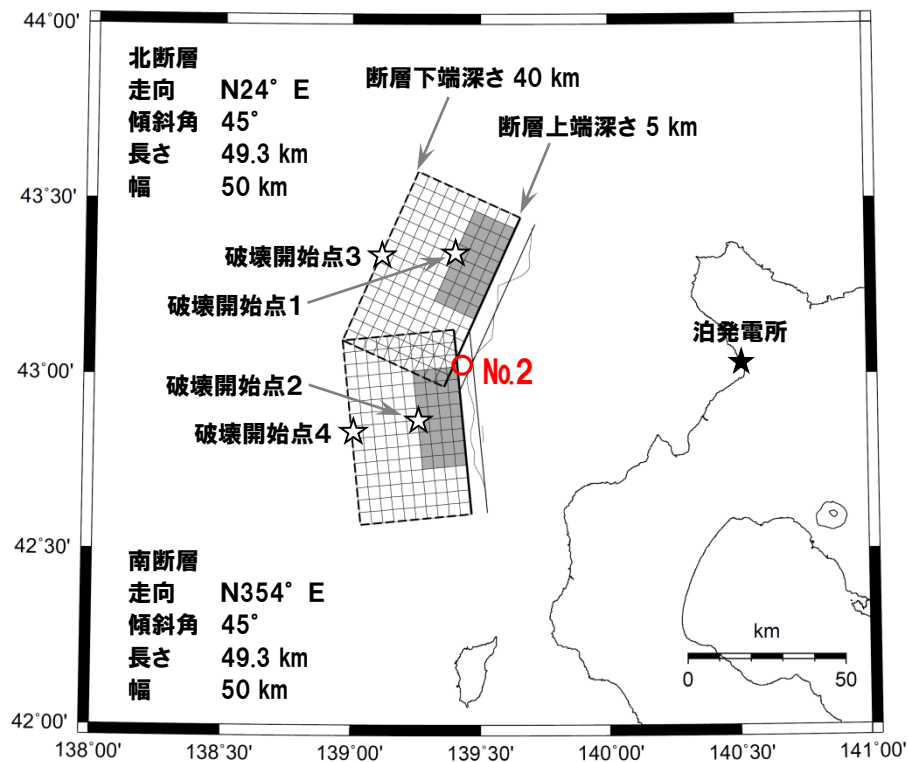 44°00'
北断層
走向 N24° E
傾斜角 45°
長さ 49.3 km
幅 50 km
断層下端深さ 40 km
断層上端深さ 5 km
43°30'
破壊開始点3
破壊開始点1
泊発電所
43°00'
No.2
破壊開始点2
破壊開始点4
42°30'
南断層
走向 N354° E
傾斜角 45°
長さ 49.3 km
幅 50 km
km
0 50
42°00'
138°00' 138°30' 139°00' 139°30' 140°00' 140°30' 141°00'